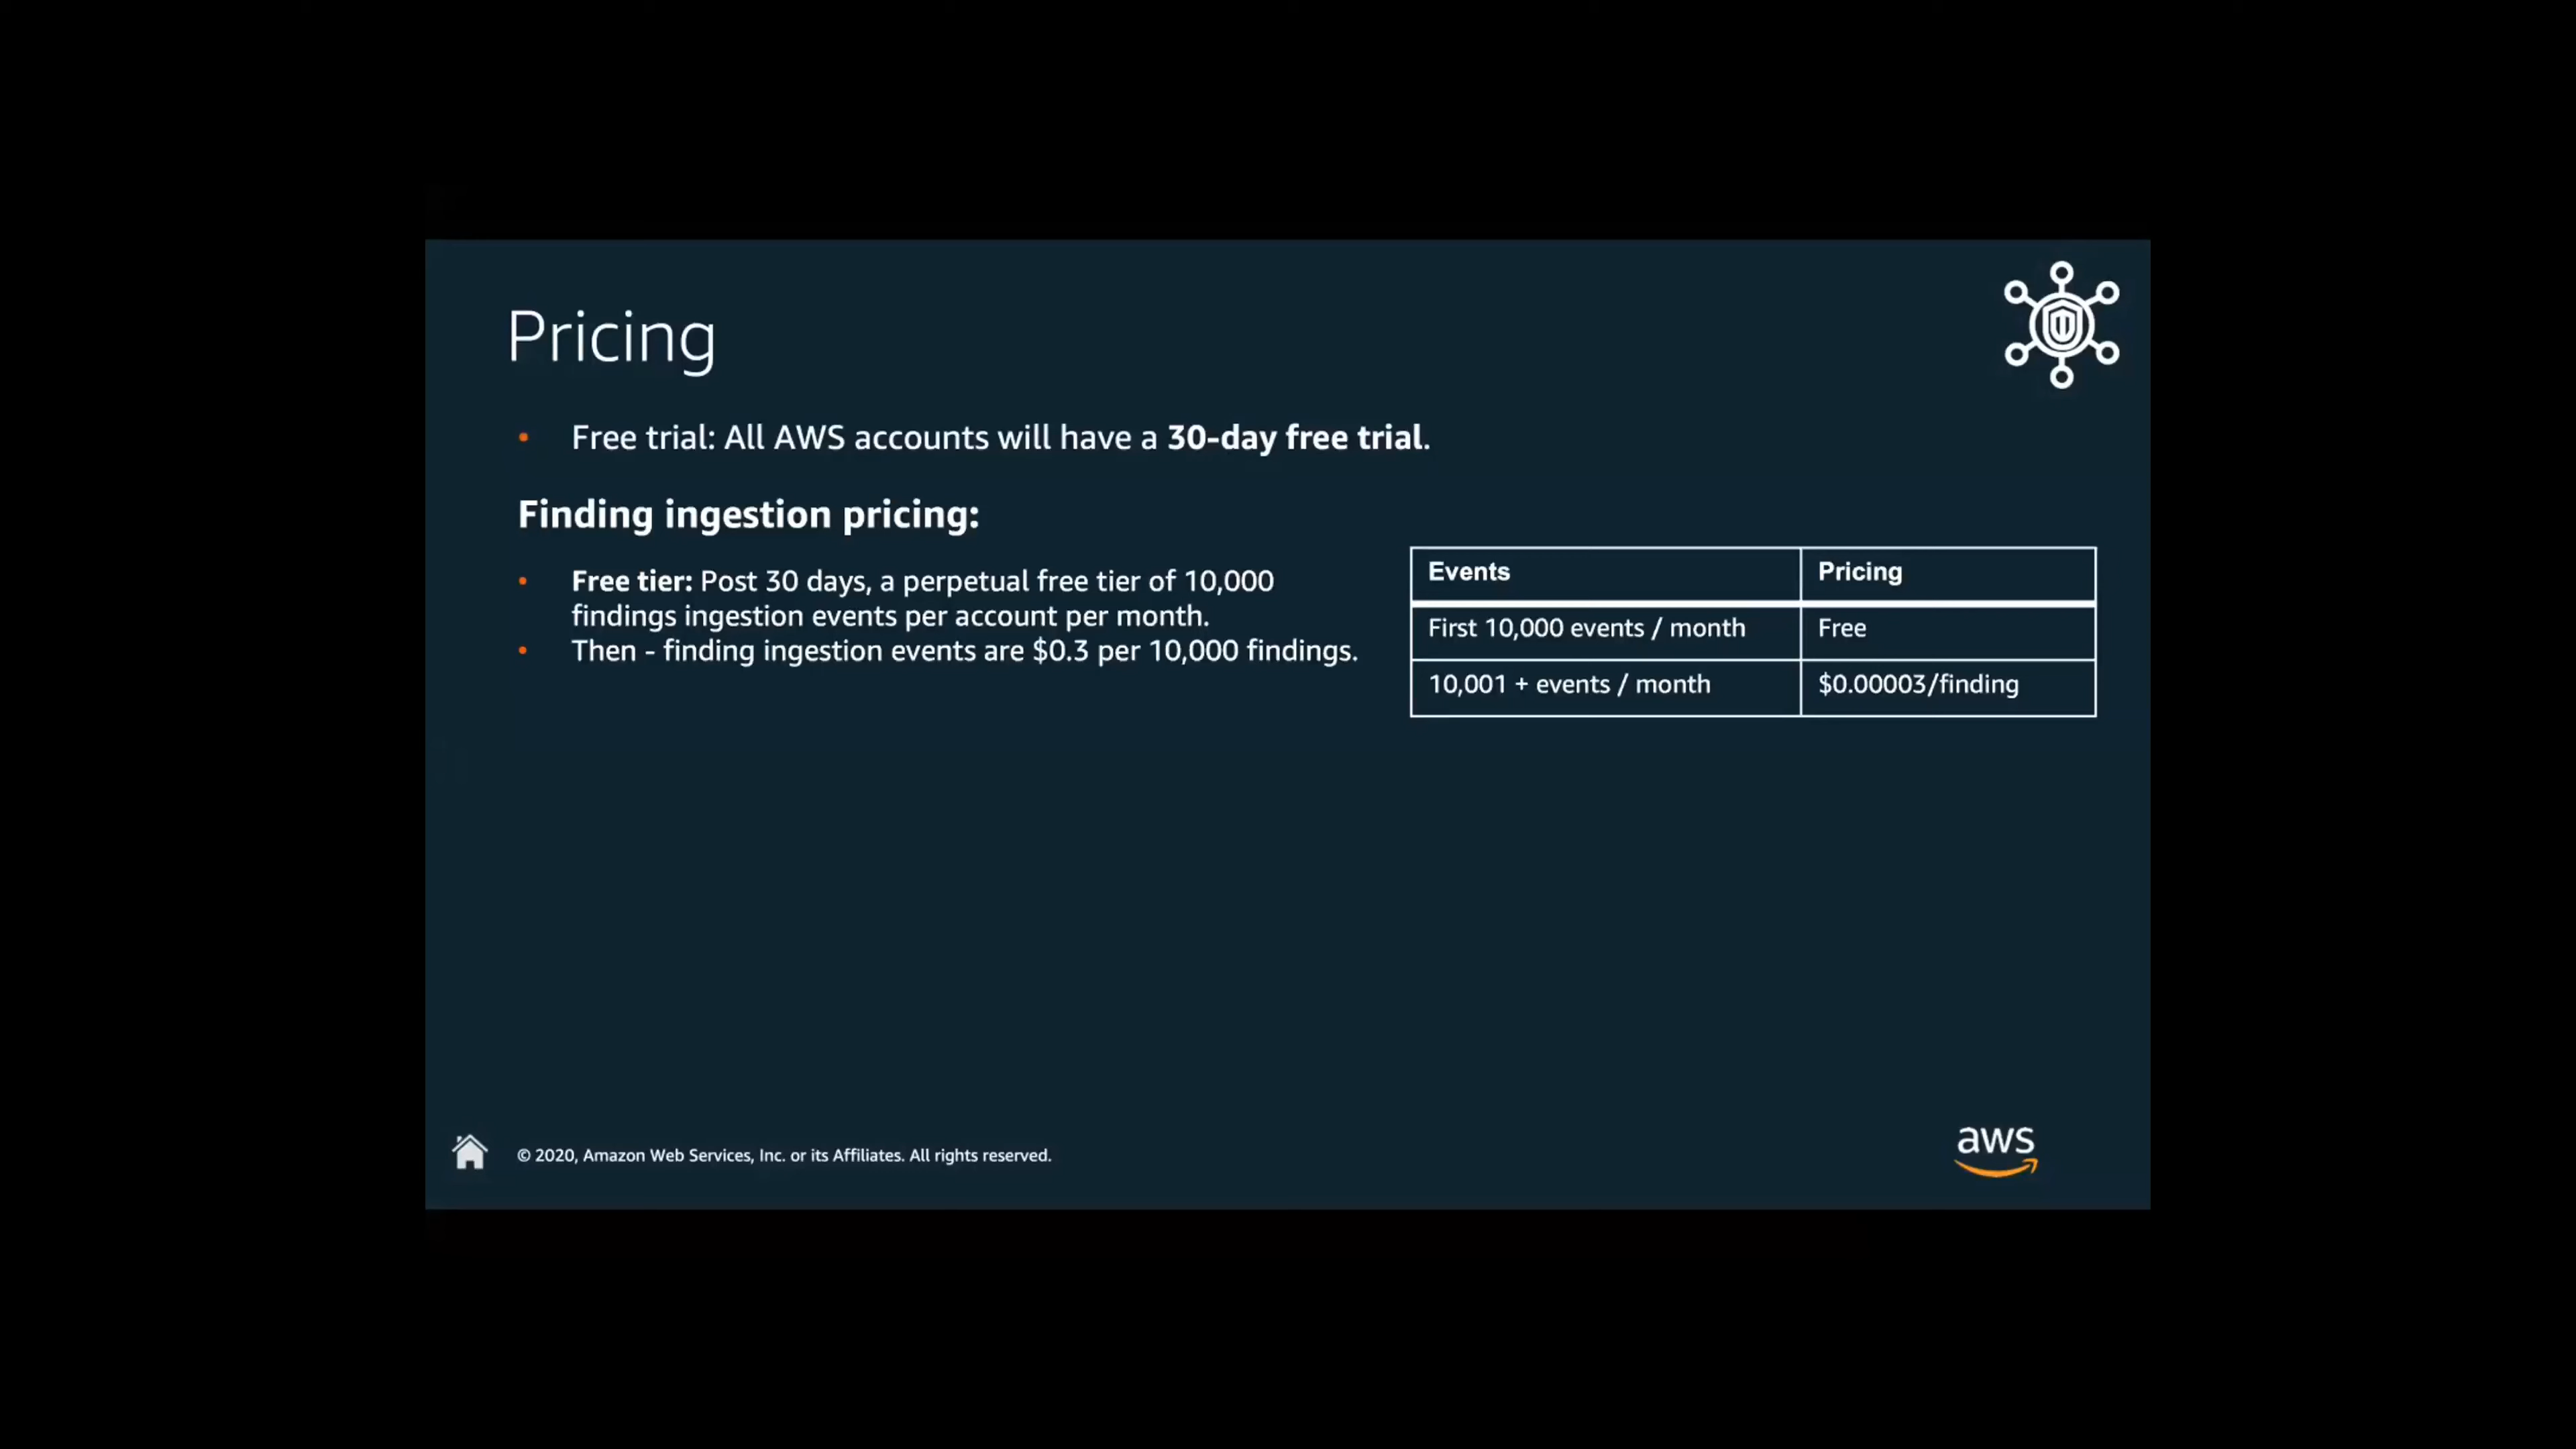 Pricing
• Free trial: All AWS accounts will have a 30-day free trial.
Finding ingestion pricing:
• Free tier: Post 30 days, a perpetual free tier of 10,000
findings ingestion events per account per month.
• Then - finding ingestion events are $0.3 per 10,000 findings.
Events Pricing
First 10,000 events / month Free
10,001 + events / month $0.00003/finding
© 2020, Amazon Web Services, Inc. or its Affiliates. All rights reserved.
aws